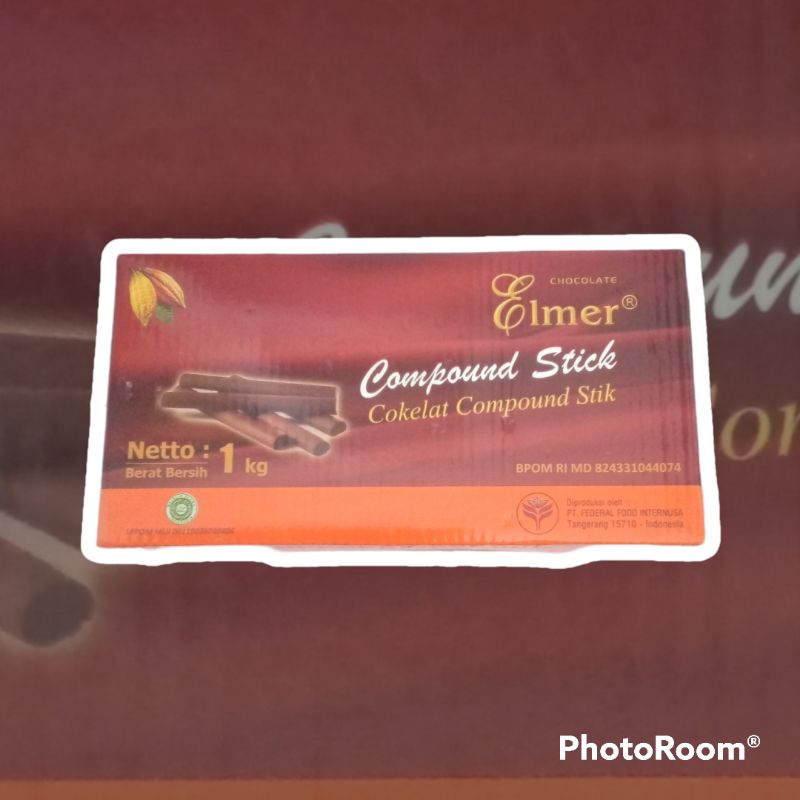 CHOCOLATE
Elmer®
Compound Stick
Cokelat Compound Stik
Netto : 1 kg
Berat Bersih
BPOM RI MD 824331044074
Diproduksi oleh
PT. FEDERAL FOOD INTERNUSA
Tangerang 15710 - Indonesia
PhotoRoom®